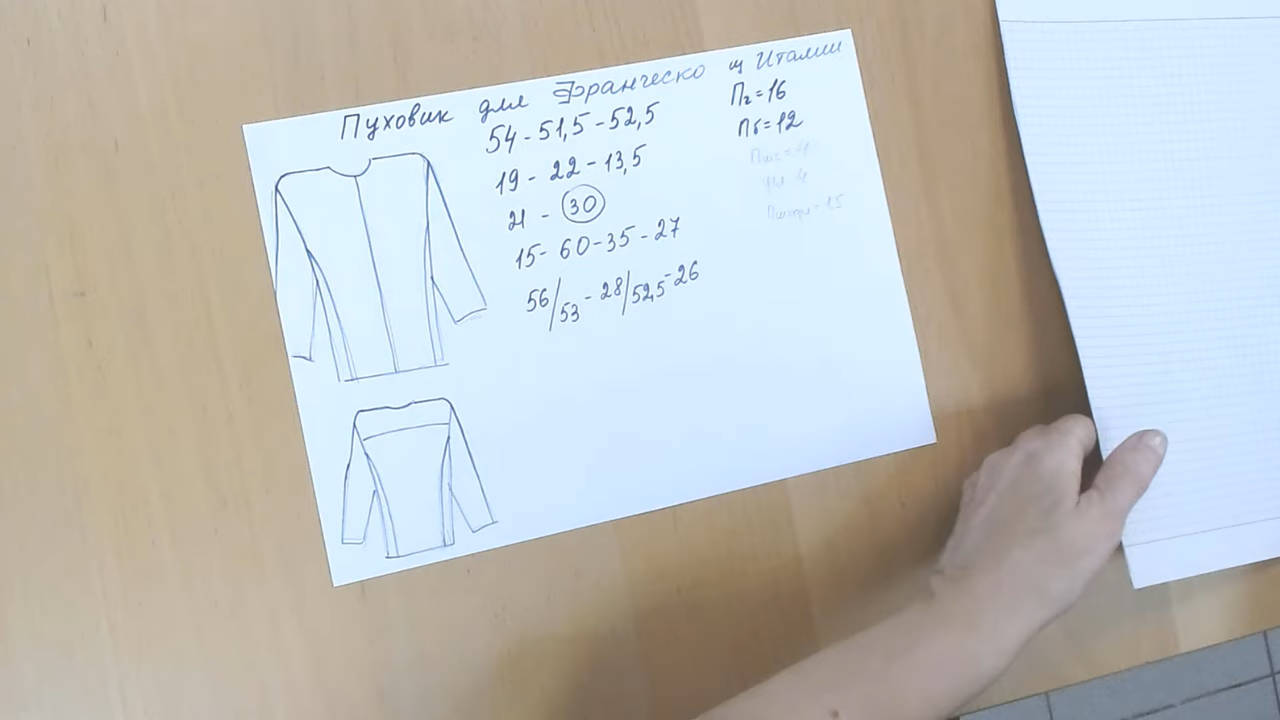 Пуховик для Франческо из Италии
54 - 51,5 - 52,5
19 - 22 - 13,5
21 - 30
15 - 60 - 35 - 27
56/53 - 28/52,5 - 26
Пг = 16
Пб = 12